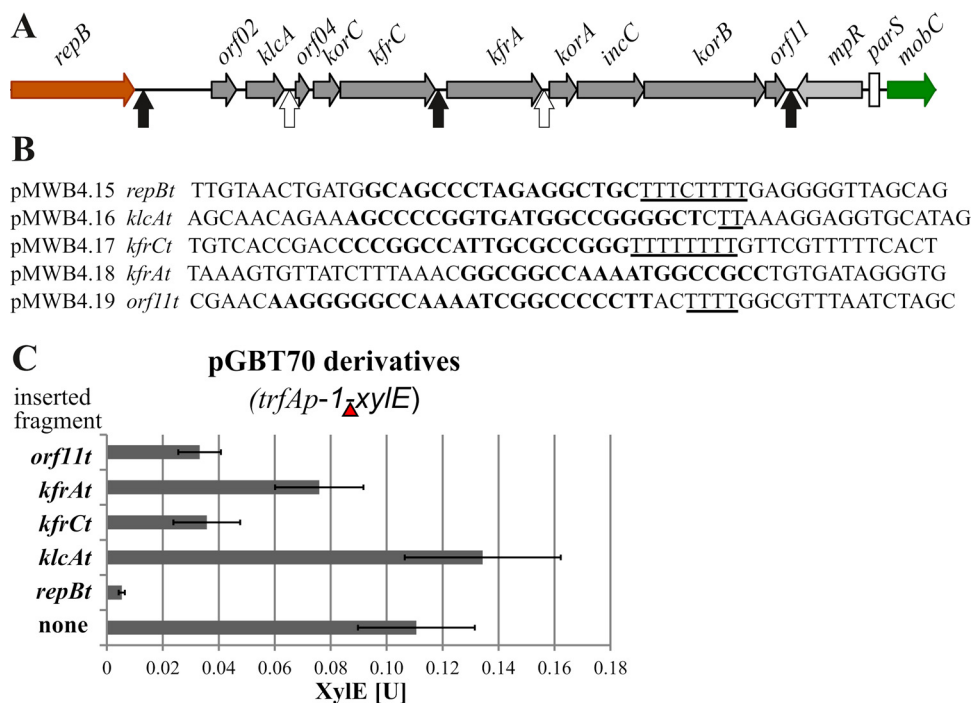 A
repB orf02 klcA orf04 korC kfrC kfrA korA incC korB orf11 mpR parS mobC
B
pMWB4.15 repBt TTGTAACTGATGGCAGCCCTAGAGGCTGCTTTCTTTTGAGGGGTTAGCAG
pMWB4.16 klcAt AGCAACAGAAAGCCCCGGTGATGGCCGGGGCTCTTAAAGGAGGTGCATAG
pMWB4.17 kfrCt TGTCACCGACCCCCGGCCATTGCGCCGGGTTTTTTTTGTTCGTTTTTCACT
pMWB4.18 kfrAt TAAAGTGTTATCTTTAAACGGCGGCCAAAATGGCCGCCTGTGATAGGGTG
pMWB4.19 orf11t CGAACAAGGGGGCCAAAATCGGCCCCCTTACTTTTGGCGTTTAATCTAGC
C
pGBT70 derivatives
(trfAp-1-xylE)
inserted
fragment
orf11t
kfrAt
kfrCt
klcAt
repBt
none
0 0.02 0.04 0.06 0.08 0.10 0.12 0.14 0.16 0.18
XylE [U]